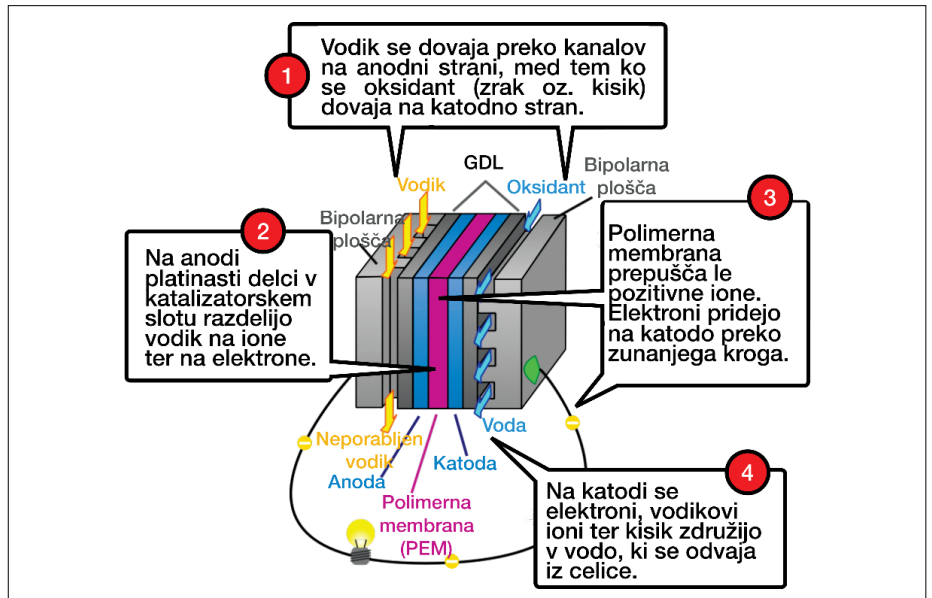 1
Vodik se dovaja preko kanalov
na anodni strani, med tem ko
se oksidant (zrak oz. kisik)
dovaja na katodno stran.
GDL
Vodik
Oksidant
Bipolarna
plošča
Bipolarna
plošča
2
Na anodi
platinasti delci v
katalizatorskem
slotu razdelijo
vodik na ione
ter na elektrone.
3
Polimerna
membrana
prepušča le
pozitivne ione.
Elektroni pridejo
na katodo preko
zunanjega kroga.
Neporabljen
vodik
Anoda
Polimerna
membrana
(PEM)
Katoda
Voda
4
Na katodi se
elektroni, vodikovi
ioni ter kisik združijo
v vodo, ki se odvaja
iz celice.